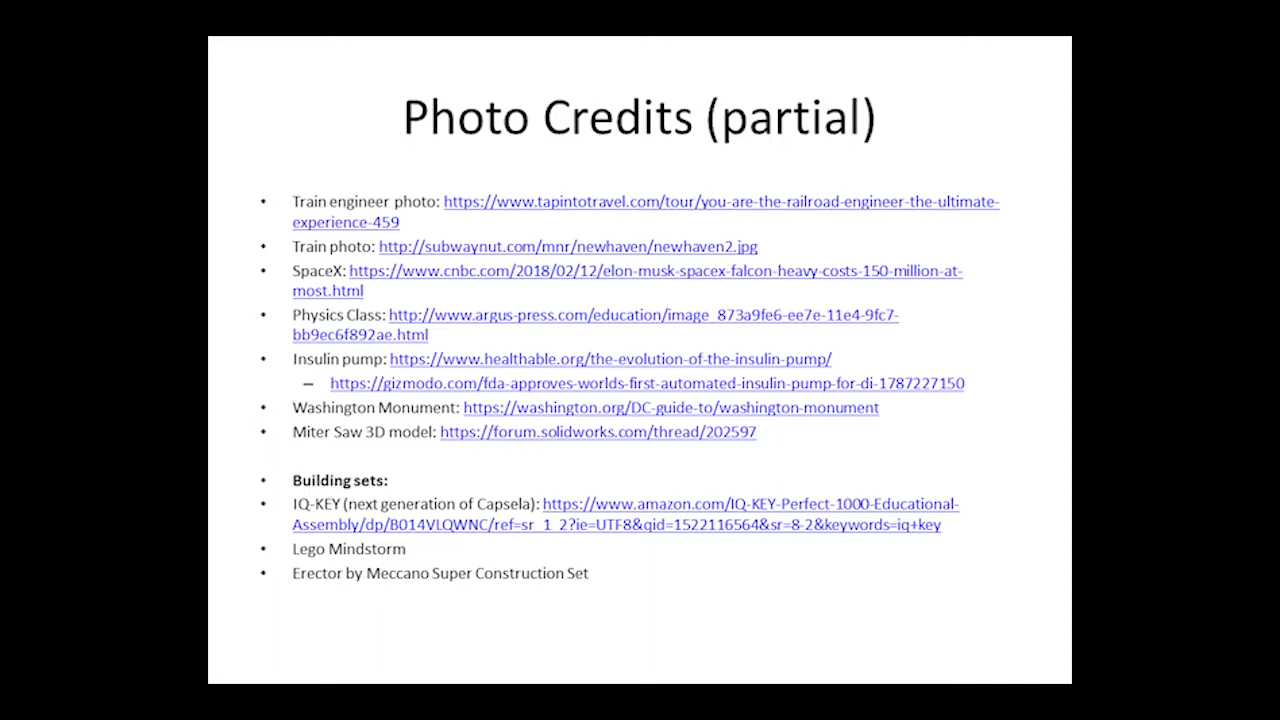 Photo Credits (partial)
• Train engineer photo: https://www.tapintotravel.com/tour/you-are-the-railroad-engineer-the-ultimate-
experience-459
• Train photo: http://subwaynut.com/mnr/newhaven/newhaven2.jpg
• SpaceX: https://www.cnbc.com/2018/02/12/elon-musk-spacex-falcon-heavy-costs-150-million-at-
most.html
• Physics Class: http://www.argus-press.com/education/image_873a9fe6-ee7e-11e4-9fc7-
bb9ec6f892ae.html
• Insulin pump: https://www.healthable.org/the-evolution-of-the-insulin-pump/
– https://gizmodo.com/fda-approves-worlds-first-automated-insulin-pump-for-di-1787227150
• Washington Monument: https://washington.org/DC-guide-to/washington-monument
• Miter Saw 3D model: https://forum.solidworks.com/thread/202597
• Building sets:
• IQ-KEY (next generation of Capsela): https://www.amazon.com/IQ-KEY-Perfect-1000-Educational-
Assembly/dp/B014VLQWNC/ref=sr_1_2?ie=UTF8&qid=1522116564&sr=8-2&keywords=iq+key
• Lego Mindstorm
• Erector by Meccano Super Construction Set